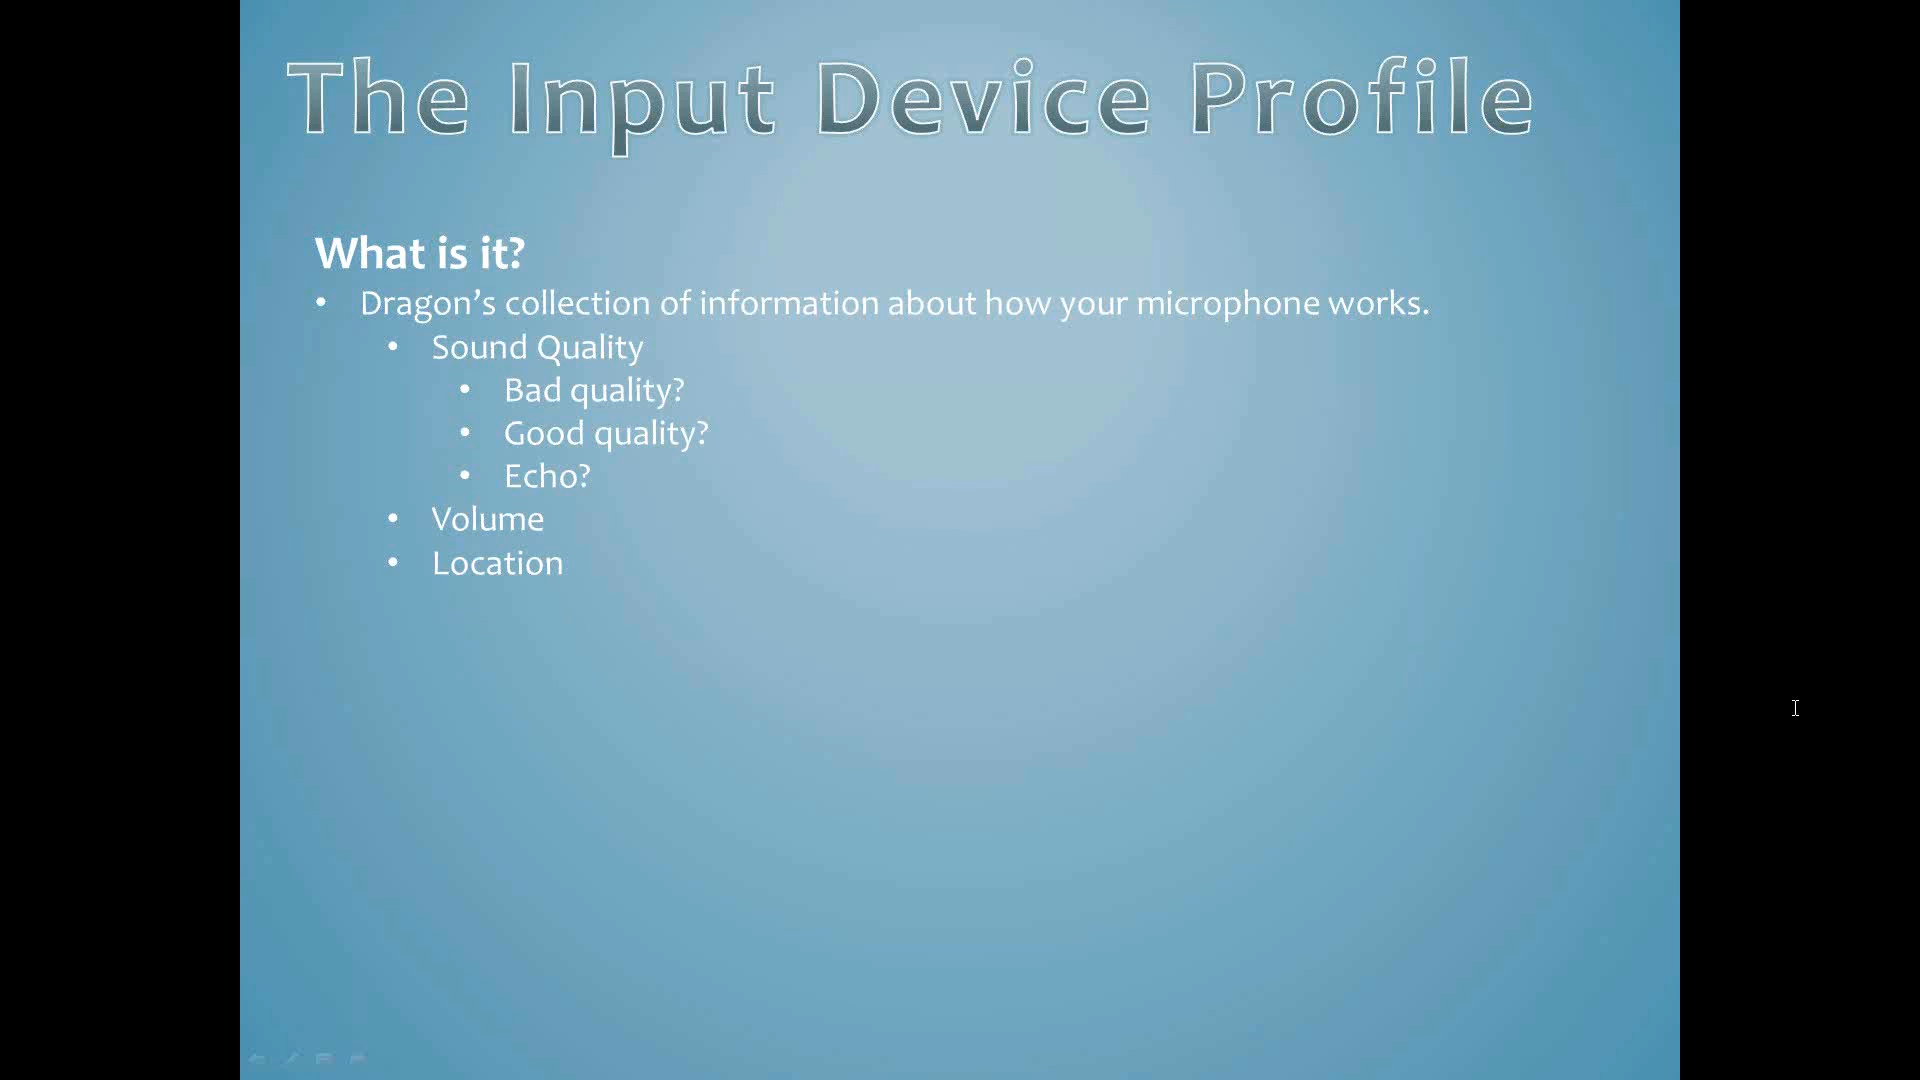 The Input Device Profile
What is it?
• Dragon’s collection of information about how your microphone works.
• Sound Quality
• Bad quality?
• Good quality?
• Echo?
• Volume
• Location